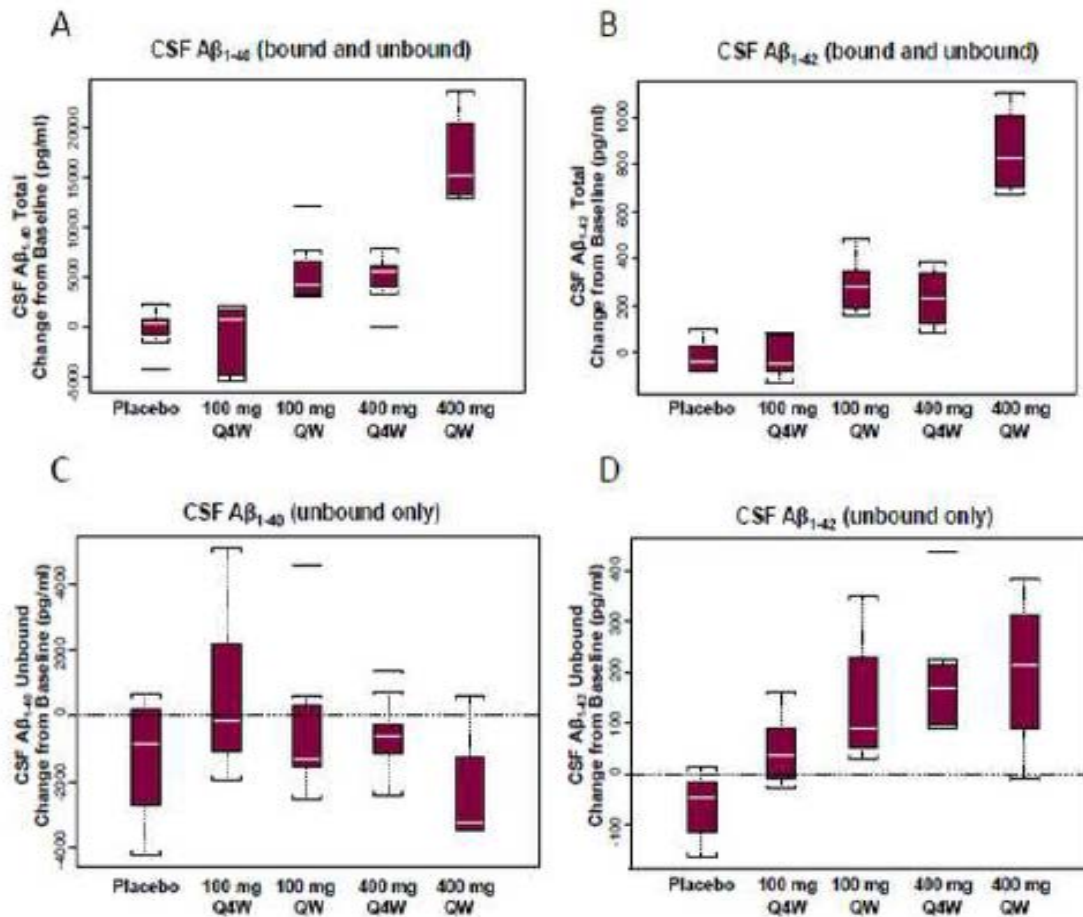 A
CSF Aβ1-40 (bound and unbound)
CSF Aβ1-40 Total
Change from Baseline (pg/ml)
20000
15000
10000
5000
0
-5000
Placebo
100 mg Q4W
100 mg QW
400 mg Q4W
400 mg QW
B
CSF Aβ1-42 (bound and unbound)
CSF Aβ1-42 Total
Change from Baseline (pg/ml)
1000
800
600
400
200
0
Placebo
100 mg Q4W
100 mg QW
400 mg Q4W
400 mg QW
C
CSF Aβ1-40 (unbound only)
CSF Aβ1-40 Unbound
Change from Baseline (pg/ml)
4000
2000
0
-2000
-4000
Placebo
100 mg Q4W
100 mg QW
400 mg Q4W
400 mg QW
D
CSF Aβ1-42 (unbound only)
CSF Aβ1-42 Unbound
Change from Baseline (pg/ml)
400
300
200
100
0
-100
Placebo
100 mg Q4W
100 mg QW
400 mg Q4W
400 mg QW